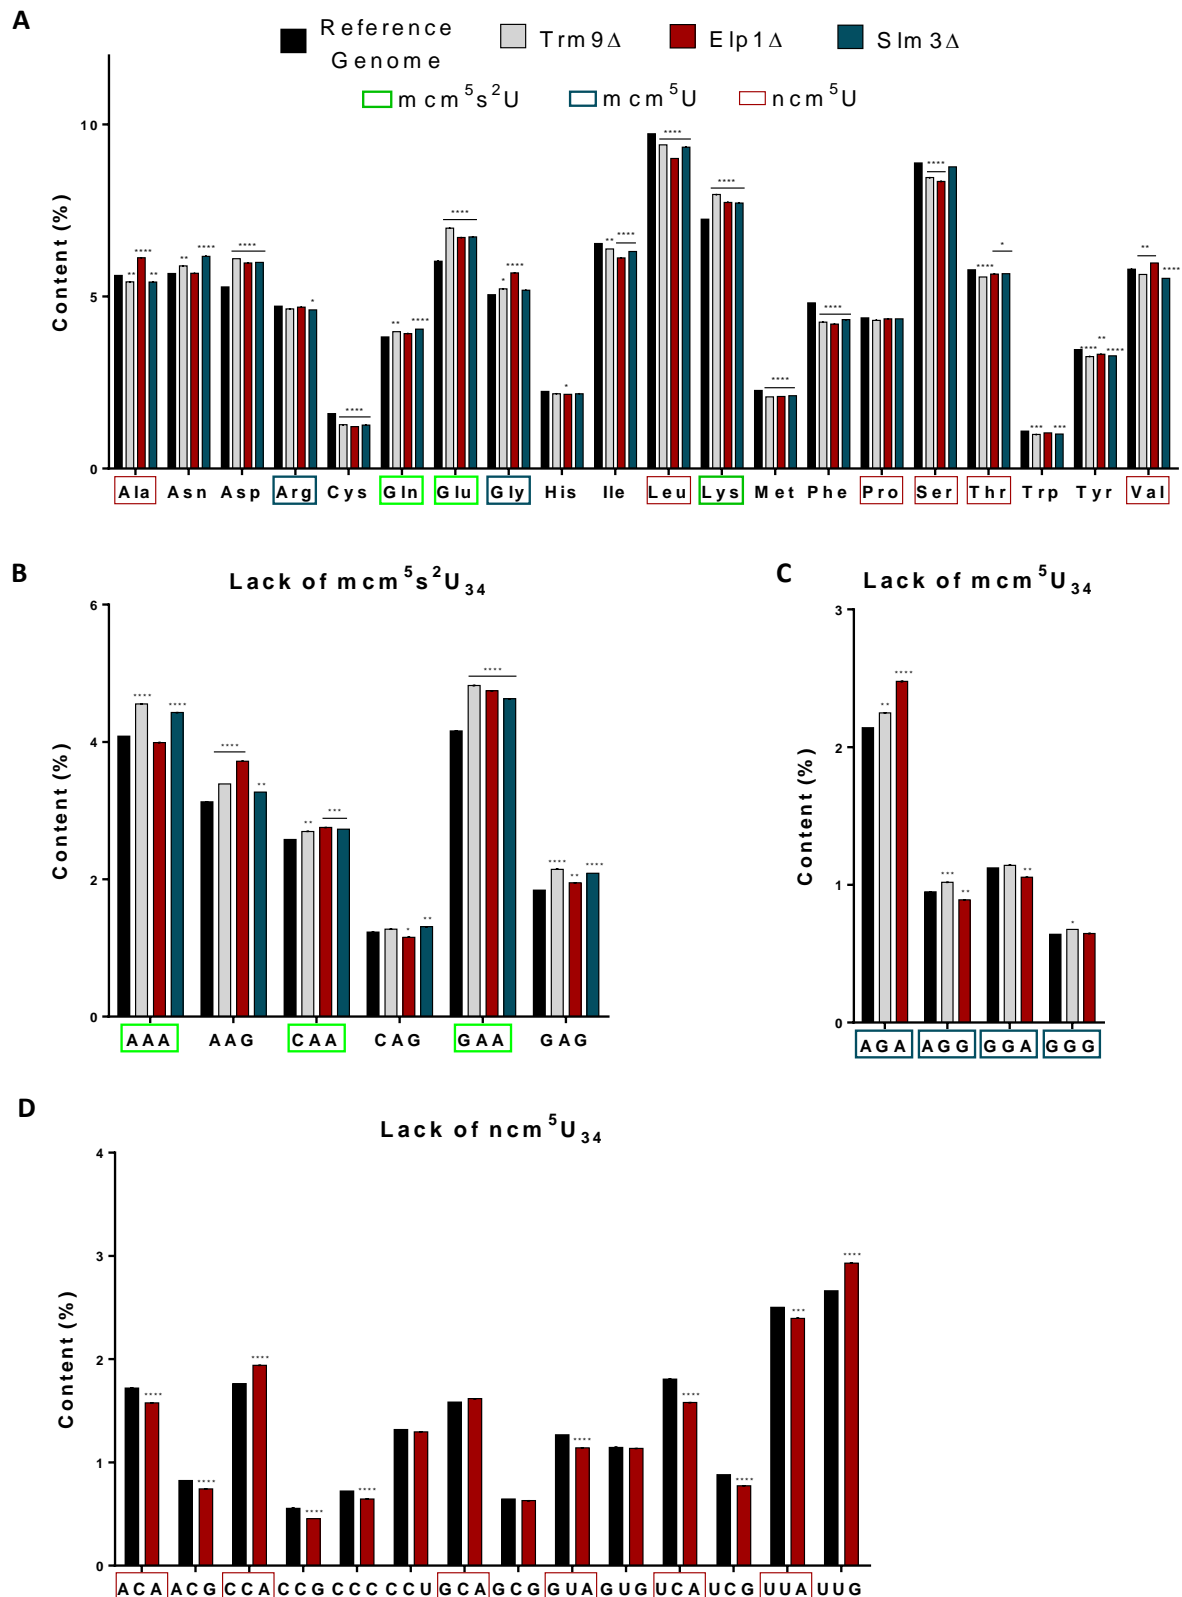 A
Reference Genome Trm9Δ Elp1Δ Slm3Δ
mcm⁵s²U mcm⁵U ncm⁵U
Content (%)
10
5
0
** **** ** ** **** **** * **** ** **** **** * **** * ** **** **** **** **** **** **** **** * *** *** **** ** **** ** ****
Ala Asn Asp Arg Cys Gln Glu Gly His Ile Leu Lys Met Phe Pro Ser Thr Trp Tyr Val
B
Lack of mcm⁵s²U₃₄
Content (%)
6
4
2
0
**** **** **** ** ** *** * ** **** **** ** ****
AAA AAG CAA CAG GAA GAG
C
Lack of mcm⁵U₃₄
Content (%)
3
2
1
0
** **** *** ** ** *
AGA AGG GGA GGG
D
Lack of ncm⁵U₃₄
Content (%)
4
3
2
1
0
**** **** **** **** **** **** **** **** *** ****
ACA ACG CCA CCG CCC CCU GCA GCG GUA GUG UCA UCG UUA UUG